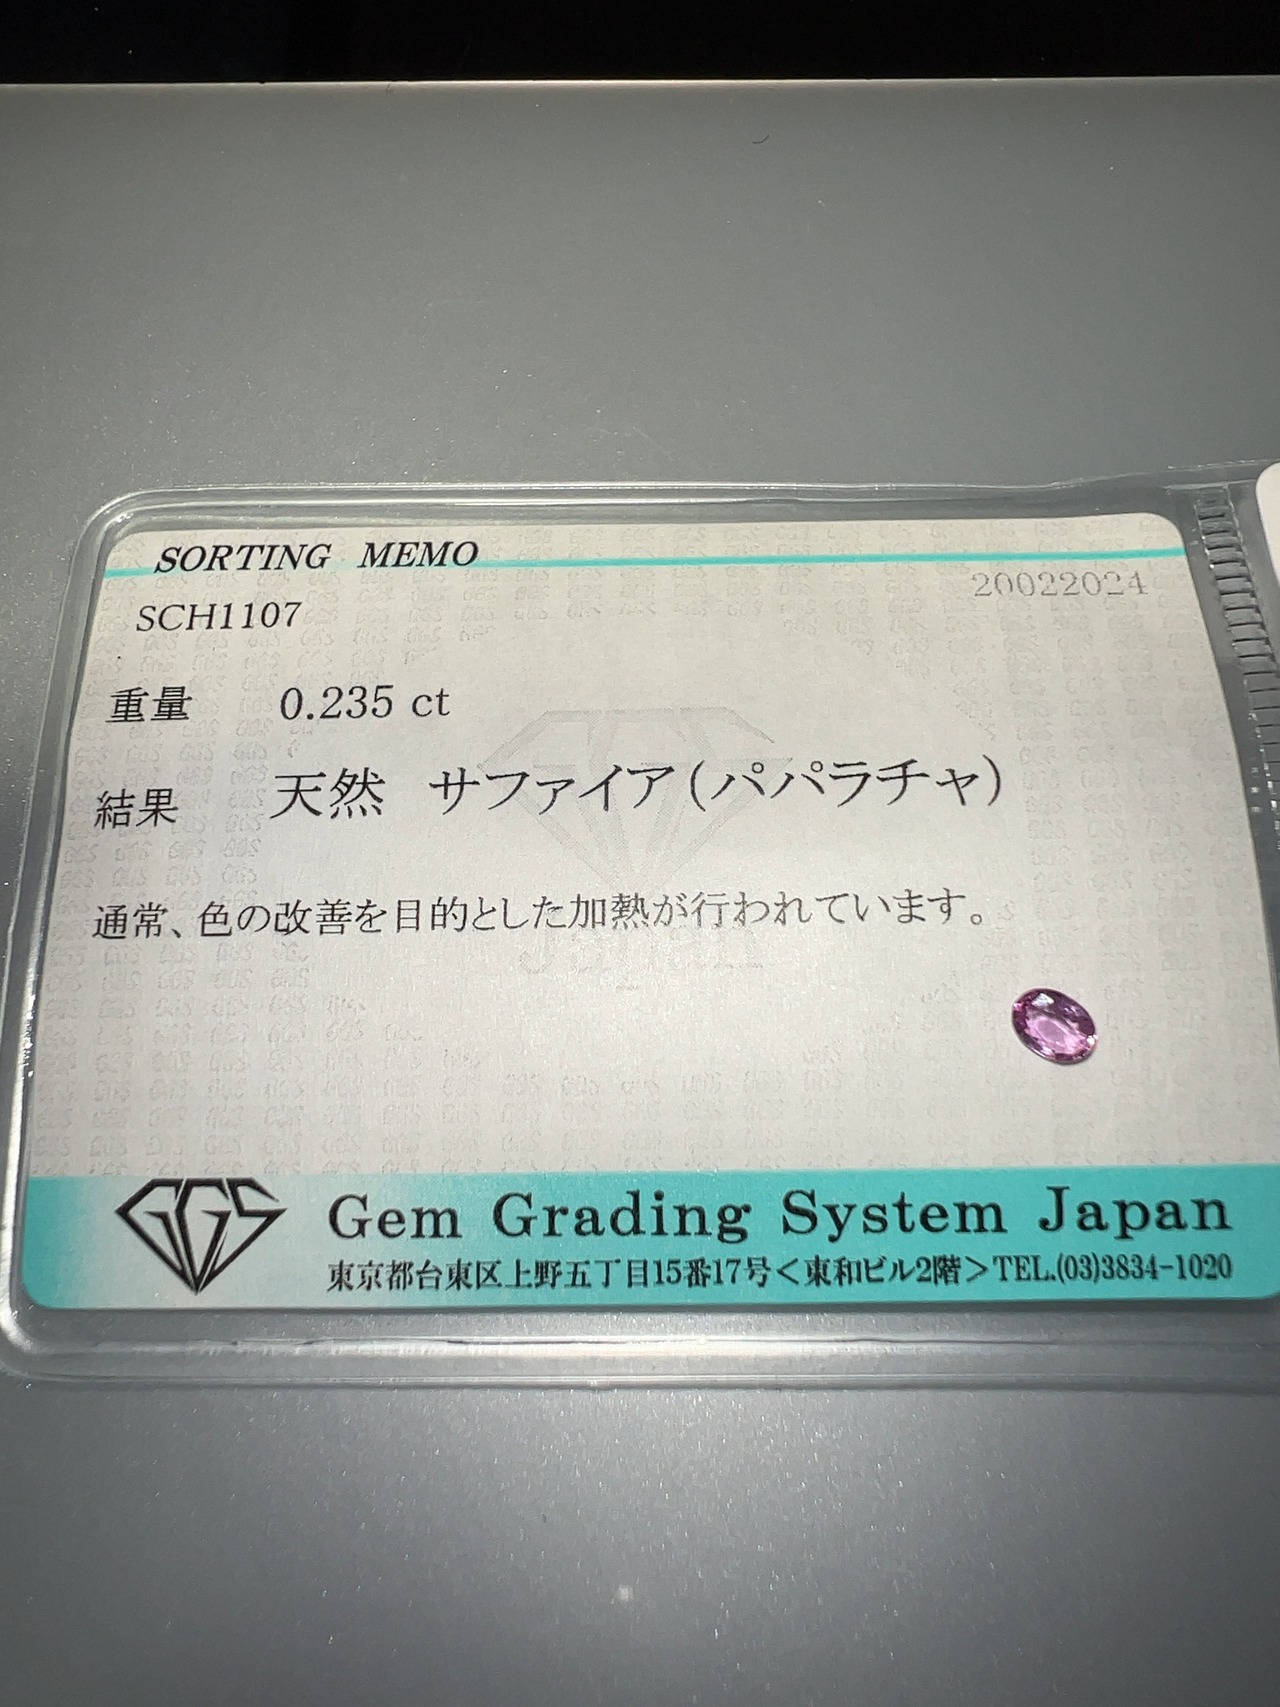 SORTING MEMO
20022024
SCH1107
重量 0.235 ct
結果 天然 サファイア(パパラチャ)
通常、色の改善を目的とした加熱が行われています。
GGS Gem Grading System Japan
東京都台東区上野五丁目15番17号<東和ビル2階>TEL.(03)3834-1020